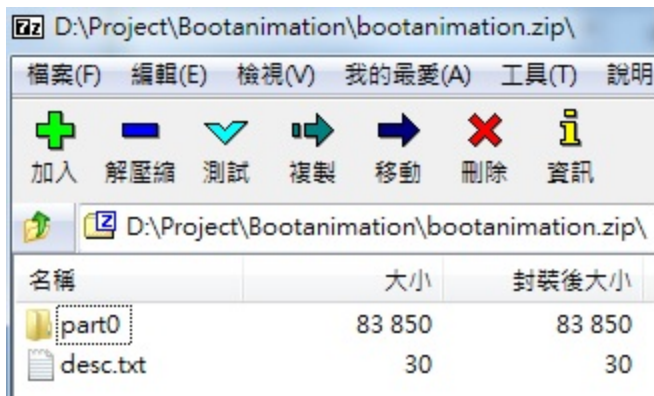 D:\Project\Bootanimation\bootanimation.zip\
檔案(F) 編輯(E) 檢視(V) 我的最愛(A) 工具(T) 說明
加入 解壓縮 測試 複製 移動 刪除 資訊
D:\Project\Bootanimation\bootanimation.zip\
名稱 大小 封裝後大小
part0 83 850 83 850
desc.txt 30 30